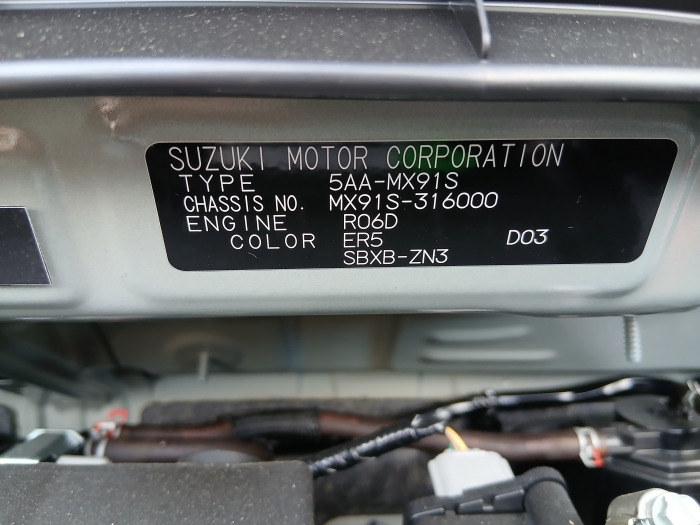 SUZUKI MOTOR CORPORATION
TYPE 5AA-MX91S
CHASSIS NO. MX91S-316000
ENGINE R06D
COLOR ER5 D03
SBXB-ZN3